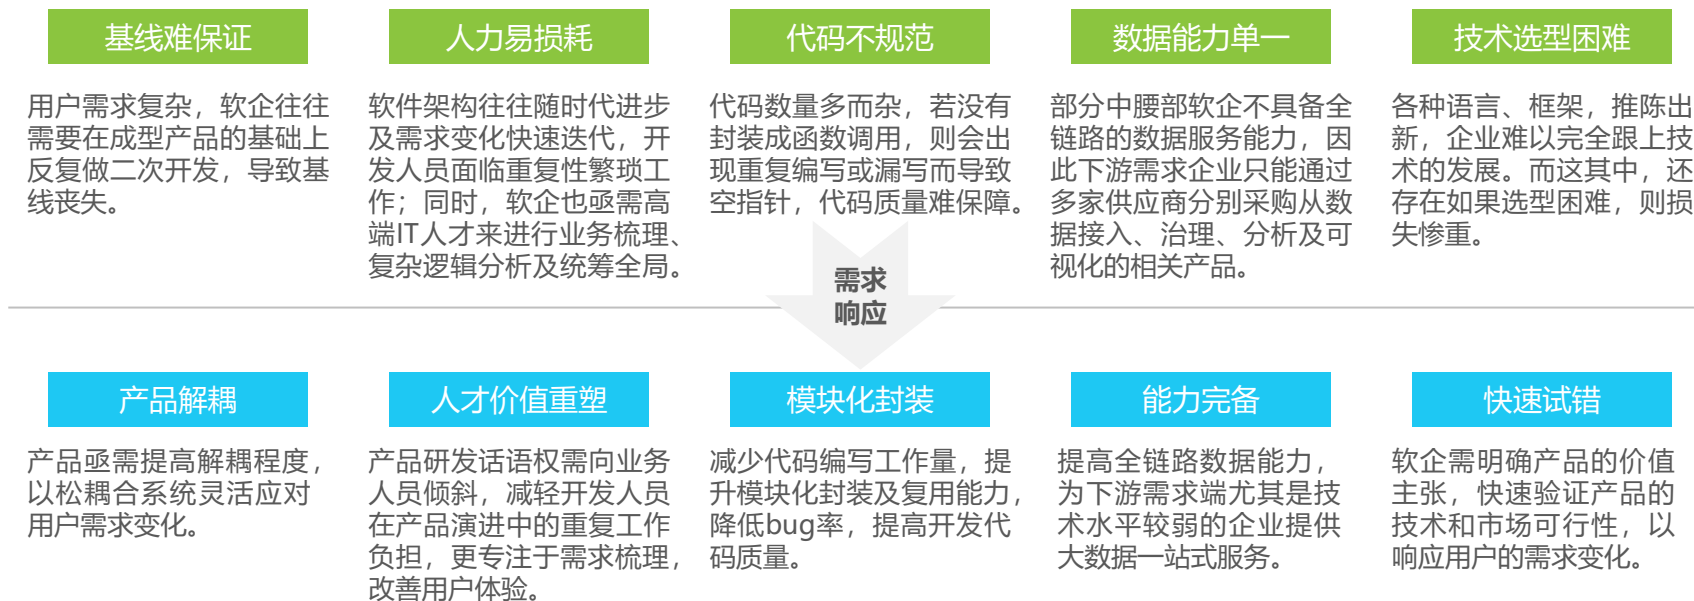 基线难保证
用户需求复杂，软企往往
需要在成型产品的基础上
反复做二次开发，导致基
线丧失。
人力易损耗
软件架构往往随时代进步
及需求变化快速迭代，开
发人员面临重复性繁琐工
作；同时，软企也亟需高
端IT人才来进行业务梳理、
复杂逻辑分析及统筹全局。
代码不规范
代码数量多而杂，若没有
封装成函数调用，则会出
现重复编写或漏写而导致
空指针，代码质量难保障。
数据能力单一
部分中腰部软企不具备全
链路的数据服务能力，因
此下游需求企业只能通过
多家供应商分别采购从数
据接入、治理、分析及可
视化的相关产品。
技术选型困难
各种语言、框架，推陈出
新，企业难以完全跟上技
术的发展。而这其中，还
存在如果选型困难，则损
失惨重。
需求
响应
产品解耦
产品亟需提高解耦程度，
以松耦合系统灵活应对
用户需求变化。
人才价值重塑
产品研发话语权需向业务
人员倾斜，减轻开发人员
在产品演进中的重复工作
负担，更专注于需求梳理，
改善用户体验。
模块化封装
减少代码编写工作量，提
升模块化封装及复用能力，
降低bug率，提高开发代
码质量。
能力完备
提高全链路数据能力，
为下游需求端尤其是技
术水平较弱的企业提供
大数据一站式服务。
快速试错
软企需明确产品的价值
主张，快速验证产品的
技术和市场可行性，以
响应用户的需求变化。